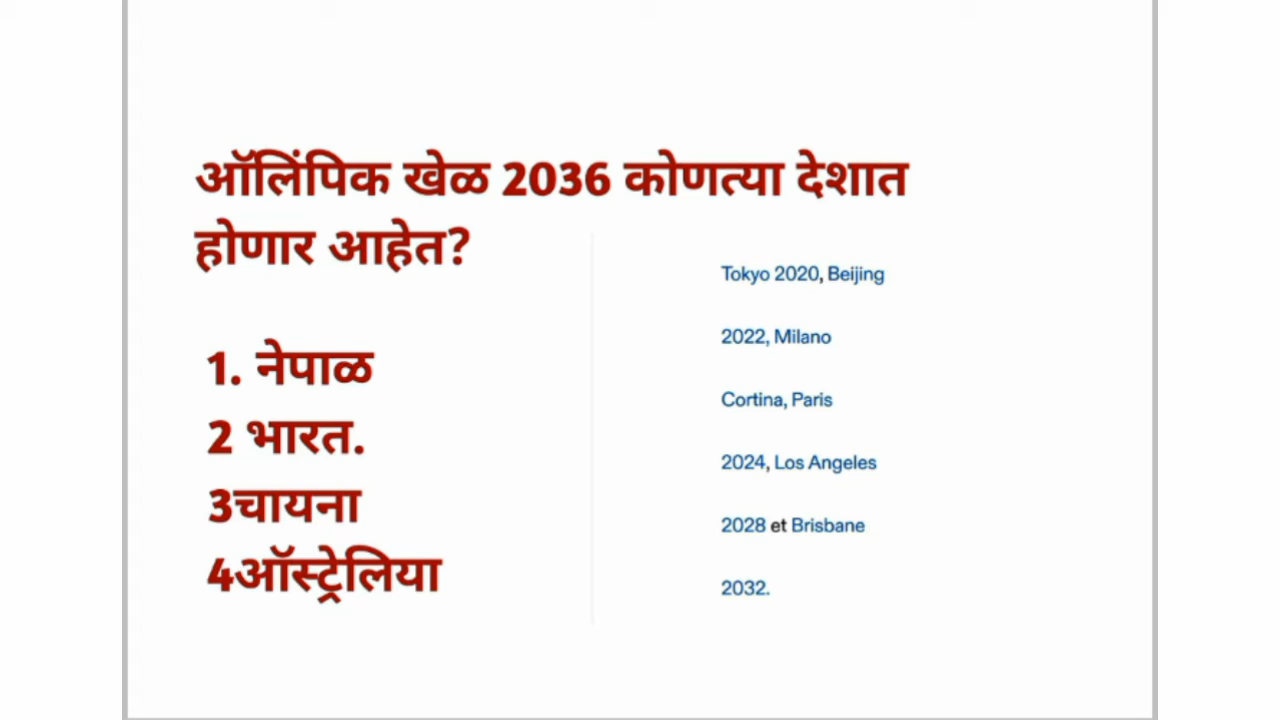 ऑलिंपिक खेळ 2036 कोणत्या देशात
होणार आहेत?
1. नेपाळ
2 भारत.
3चायना
4ऑस्ट्रेलिया
Tokyo 2020, Beijing
2022, Milano
Cortina, Paris
2024, Los Angeles
2028 et Brisbane
2032.